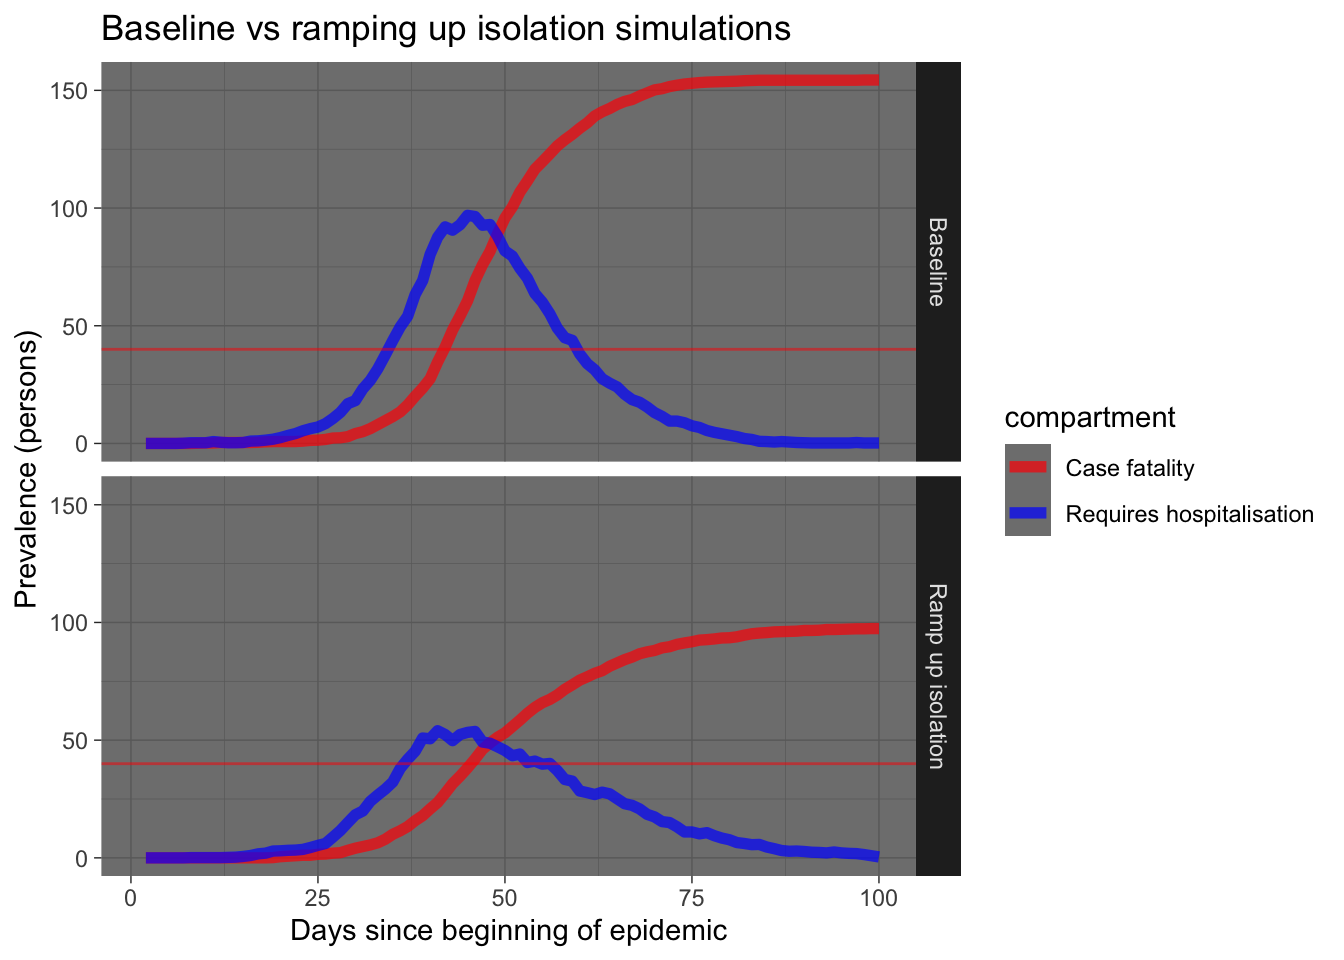 Baseline vs ramping up isolation simulations
Prevalence (persons)
150
100
50
0
Baseline
150
100
50
0
Ramp up isolation
0 25 50 75 100
Days since beginning of epidemic
compartment
Case fatality
Requires hospitalisation